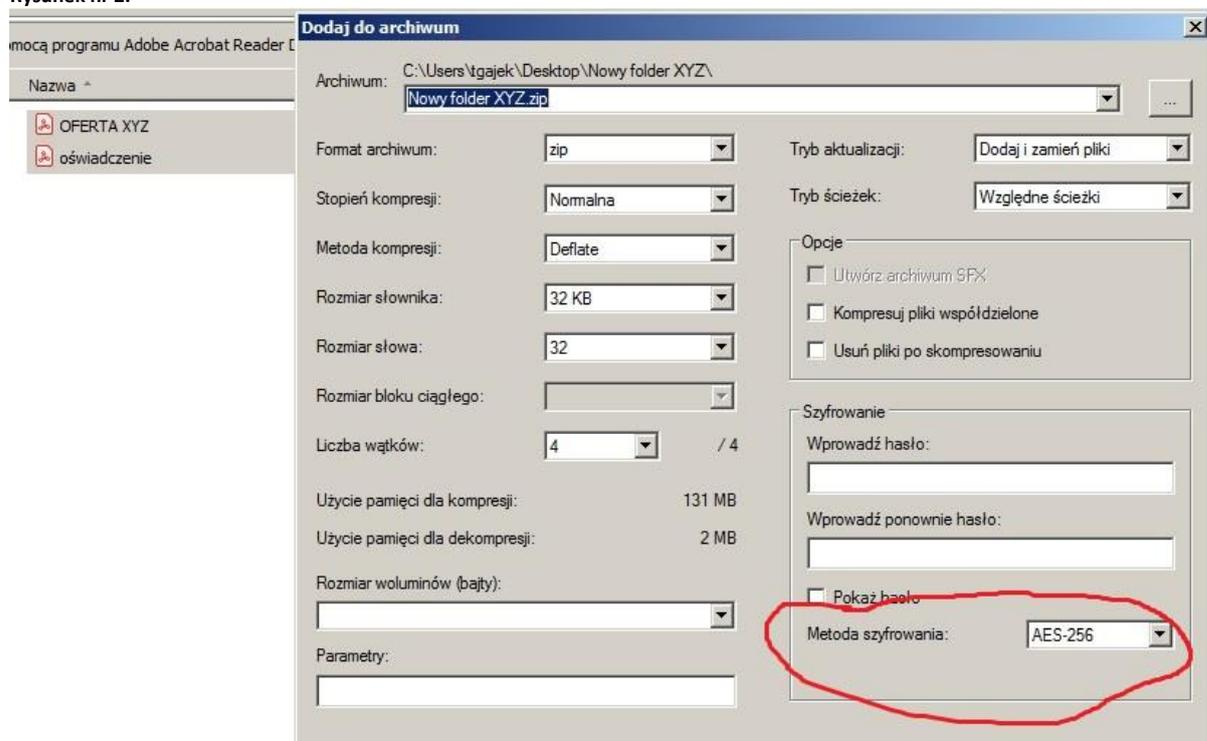 Rysunek nr 2.
omocą programu Adobe Acrobat Reader D
Nazwa
OFERTA XYZ
oświadczenie
Dodaj do archiwum
Archiwum:
C:\Users\tgajek\Desktop\Nowy folder XYZ\
Nowy folder XYZ.zip
...
Format archiwum:
zip
Stopień kompresji:
Normalna
Metoda kompresji:
Deflate
Rozmiar słownika:
32 KB
Rozmiar słowa:
32
Rozmiar bloku ciągłego:
Liczba wątków:
4
/ 4
Użycie pamięci dla kompresji:
131 MB
Użycie pamięci dla dekompresji:
2 MB
Rozmiar woluminów (bajty):
Parametry:
Tryb aktualizacji:
Dodaj i zamień pliki
Tryb ścieżek:
Względne ścieżki
Opcje
Utwórz archiwum SFX
Kompresuj pliki współdzielone
Usuń pliki po skompresowaniu
Szyfrowanie
Wprowadź hasło:
Wprowadź ponownie hasło:
Pokaż hasło
Metoda szyfrowania:
AES-256